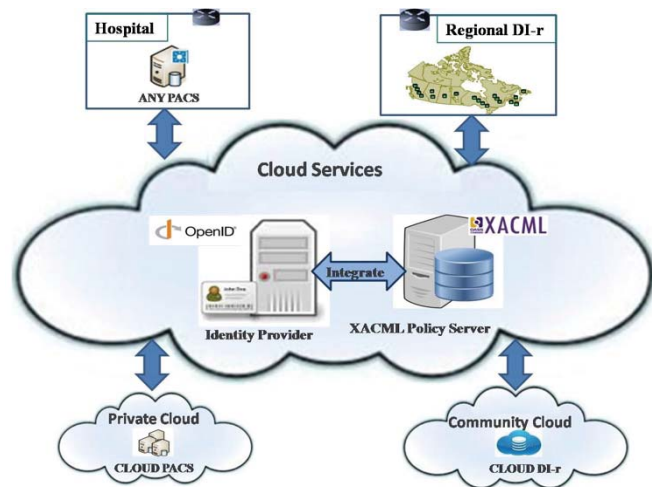 Hospital
ANY PACS
Regional DI-r
Cloud Services
OpenID®
XACML
Integrate
Identity Provider
XACML Policy Server
Private Cloud
CLOUD PACS
Community Cloud
CLOUD DI-r